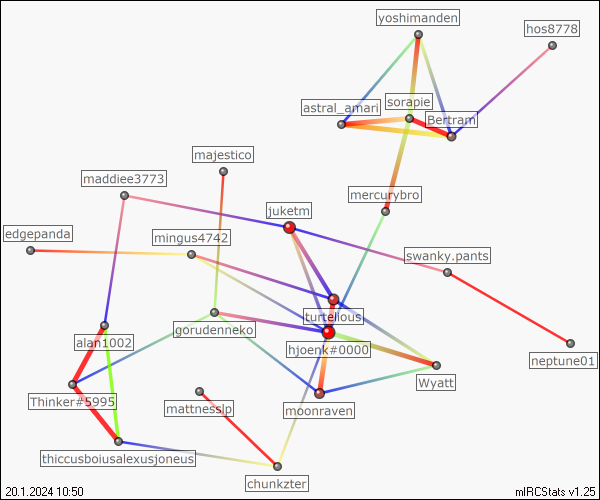 yoshimanden
hos8778
sorapie
astral_amari
Bertram
majestico
maddiee3773
mercurybro
juketm
edgepanda
mingus4742
swanky.pants
turtelious
gorudenneko
alan1002
hjoenk#0000
neptune01
Wyatt
Thinker#5995
mattnesslp
moonraven
thiccusboiusalexusjoneus
chunkzter
20.1.2024 10:50
mIRCStats v1.25